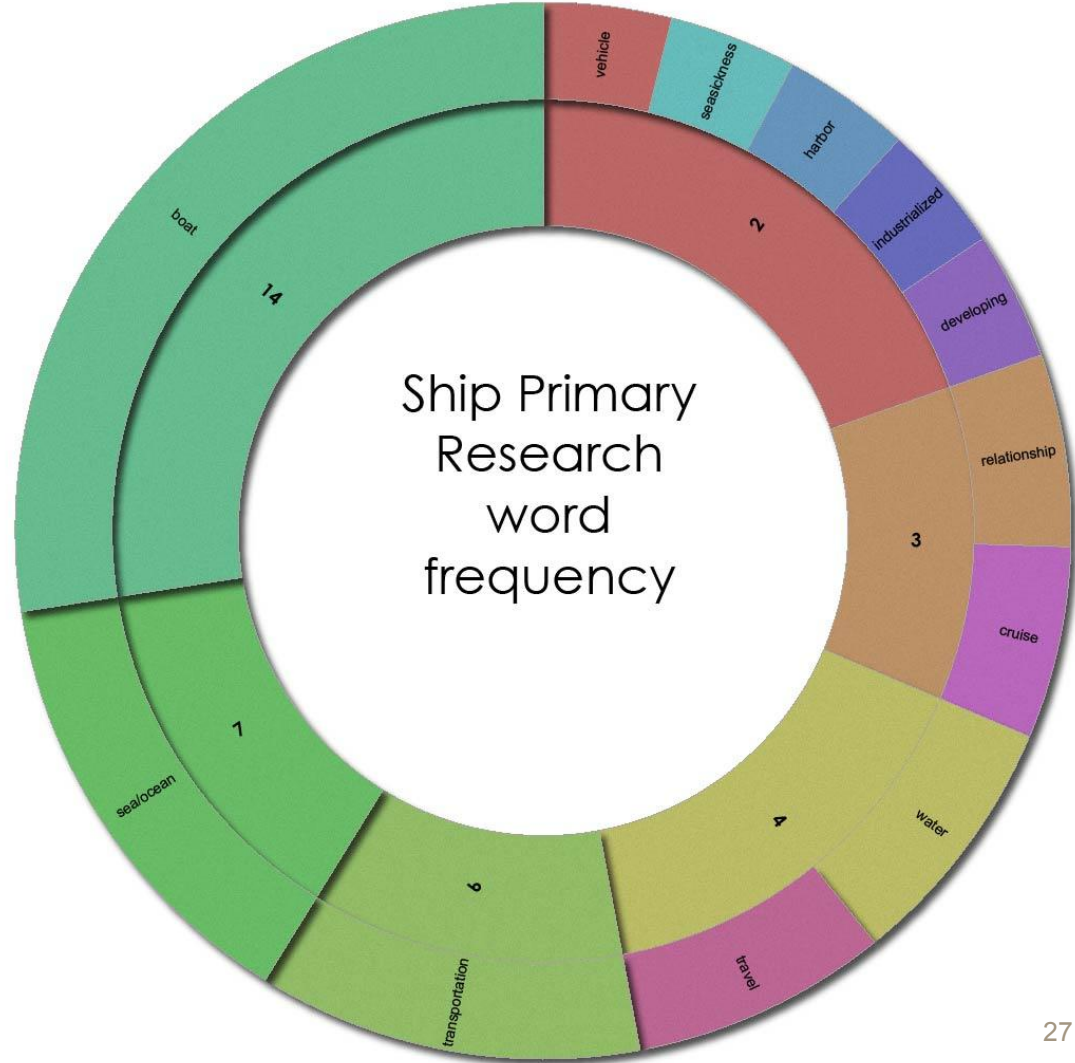 vehicle
seasickness
harbor
industrialized
developing
relationship
cruise
water
travel
transportation
sea/ocean
boat
2
3
4
6
7
14
Ship Primary
Research
word
frequency
27